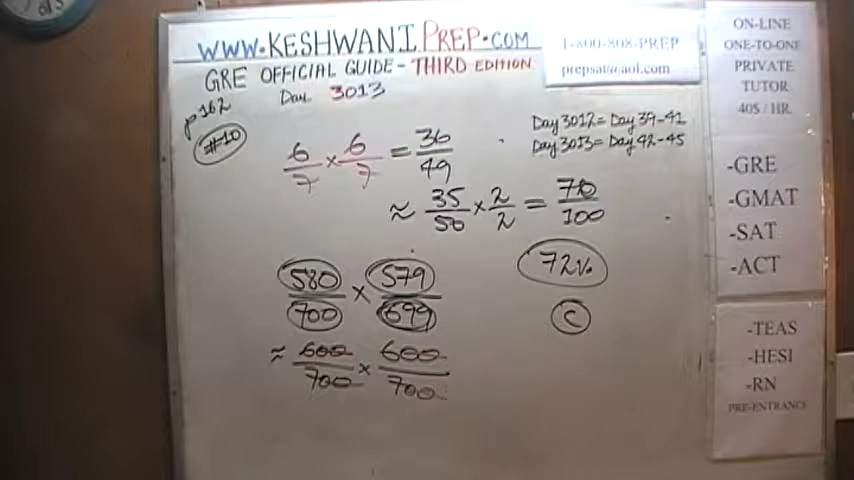 WWW.KESHWANIPREP.COM
1-800-808-PREP
prepsat@aol.com
GRE OFFICIAL GUIDE - THIRD EDITION
Day 3013
p162
#10
Day 3012 = Day 39-41
Day 3013 = Day 42-45
6/7 × 6/7 = 36/49
≈ 35/50 × 2/2 = 70/100
580/700 × 579/699
72%
C
≈ 600/700 × 600/700
ON-LINE
ONE-TO-ONE
PRIVATE
TUTOR
40$ / HR
-GRE
-GMAT
-SAT
-ACT
-TEAS
-HESI
-RN
PRE-ENTRANCE